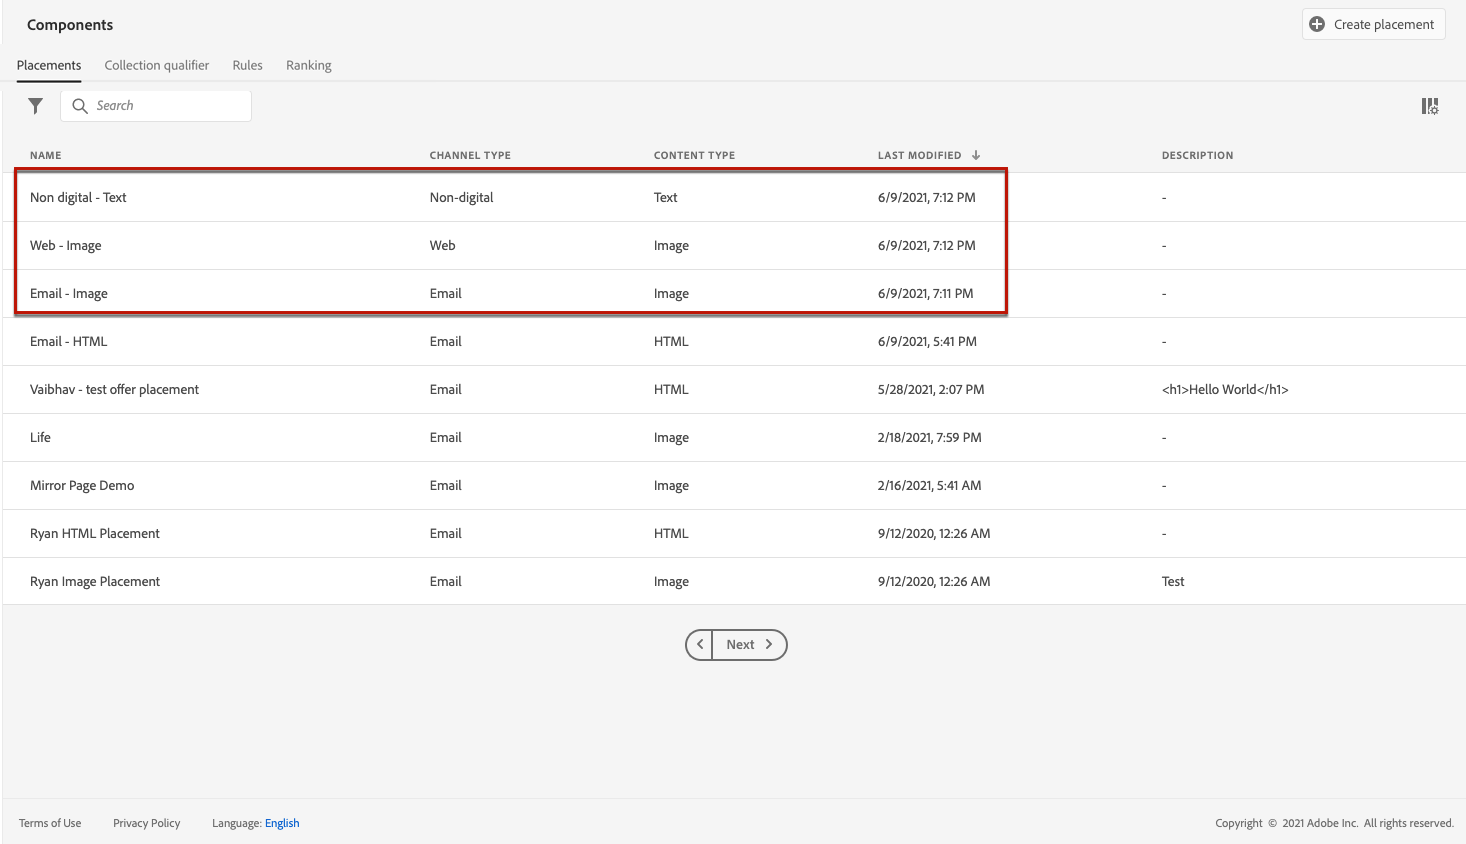 Components
Create placement
Placements Collection qualifier Rules Ranking
Search
NAME CHANNEL TYPE CONTENT TYPE LAST MODIFIED DESCRIPTION
Non digital - Text Non-digital Text 6/9/2021, 7:12 PM -
Web - Image Web Image 6/9/2021, 7:12 PM -
Email - Image Email Image 6/9/2021, 7:11 PM -
Email - HTML Email HTML 6/9/2021, 5:41 PM -
Vaibhav - test offer placement Email HTML 5/28/2021, 2:07 PM <h1>Hello World</h1>
Life Email Image 2/18/2021, 7:59 PM -
Mirror Page Demo Email Image 2/16/2021, 5:41 AM -
Ryan HTML Placement Email HTML 9/12/2020, 12:26 AM -
Ryan Image Placement Email Image 9/12/2020, 12:26 AM Test
Next
Terms of Use Privacy Policy Language: English Copyright © 2021 Adobe Inc. All rights reserved.